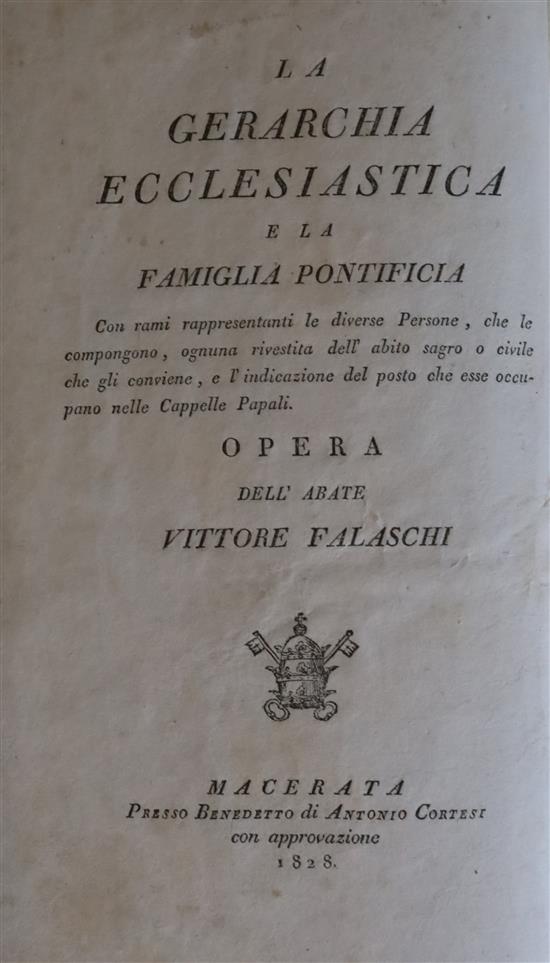 LA
GERARCHIA
ECCLESIASTICA
E LA
FAMIGLIA PONTIFICIA
Con rami rappresentanti le diverse Persone, che le
compongono, ognuna rivestita dell' abito sagro o civile
che gli conviene, e l'indicazione del posto che esse occu-
pano nelle Cappelle Papali.
OPERA
DELL' ABATE
VITTORE FALASCHI
MACERATA
PRESSO BENEDETTO di ANTONIO CORTESI
con approvazione
1828.